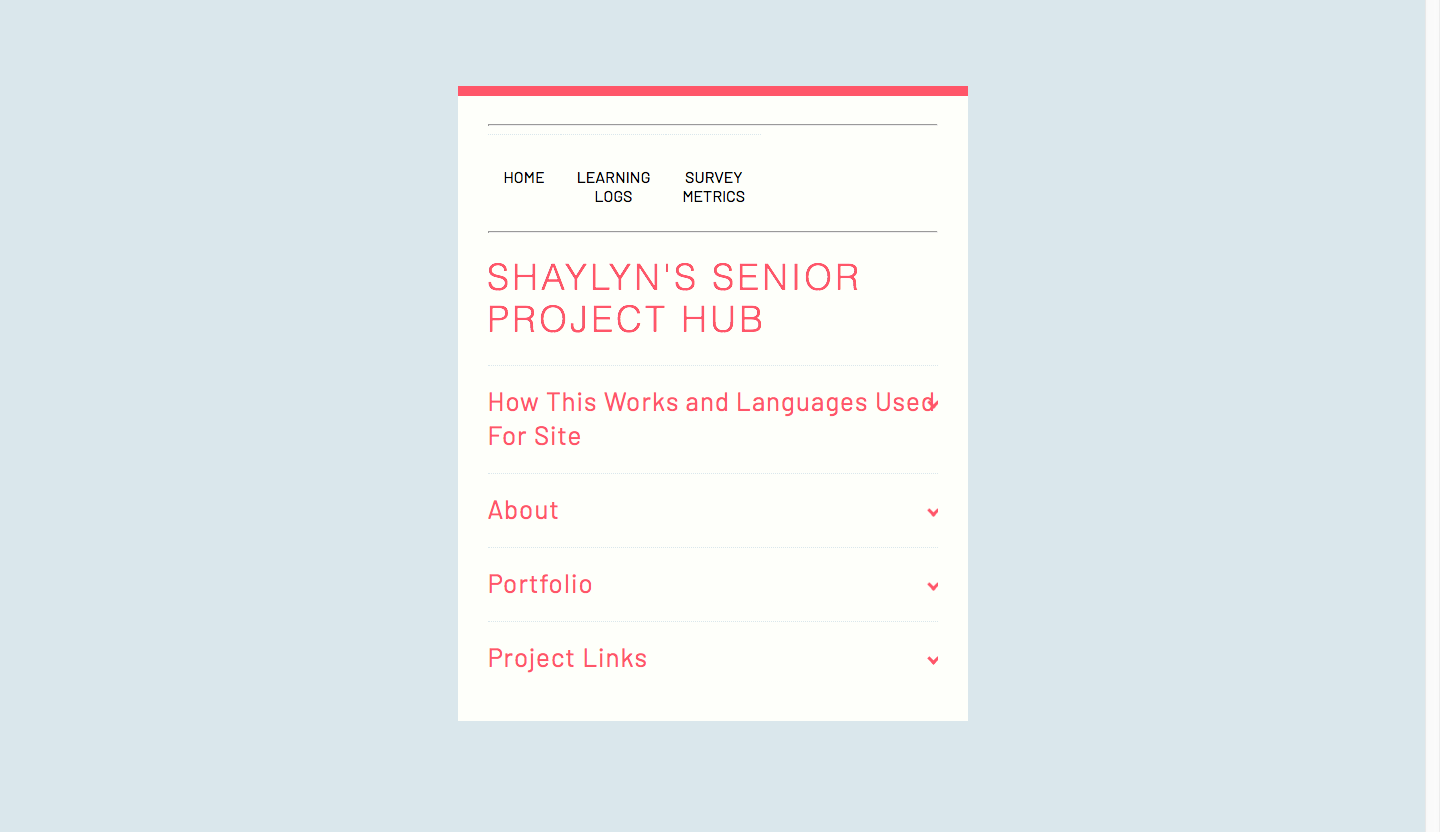 HOME
LEARNING LOGS
SURVEY METRICS
SHAYLYN'S SENIOR
PROJECT HUB
How This Works and Languages Used
For Site
About
Portfolio
Project Links